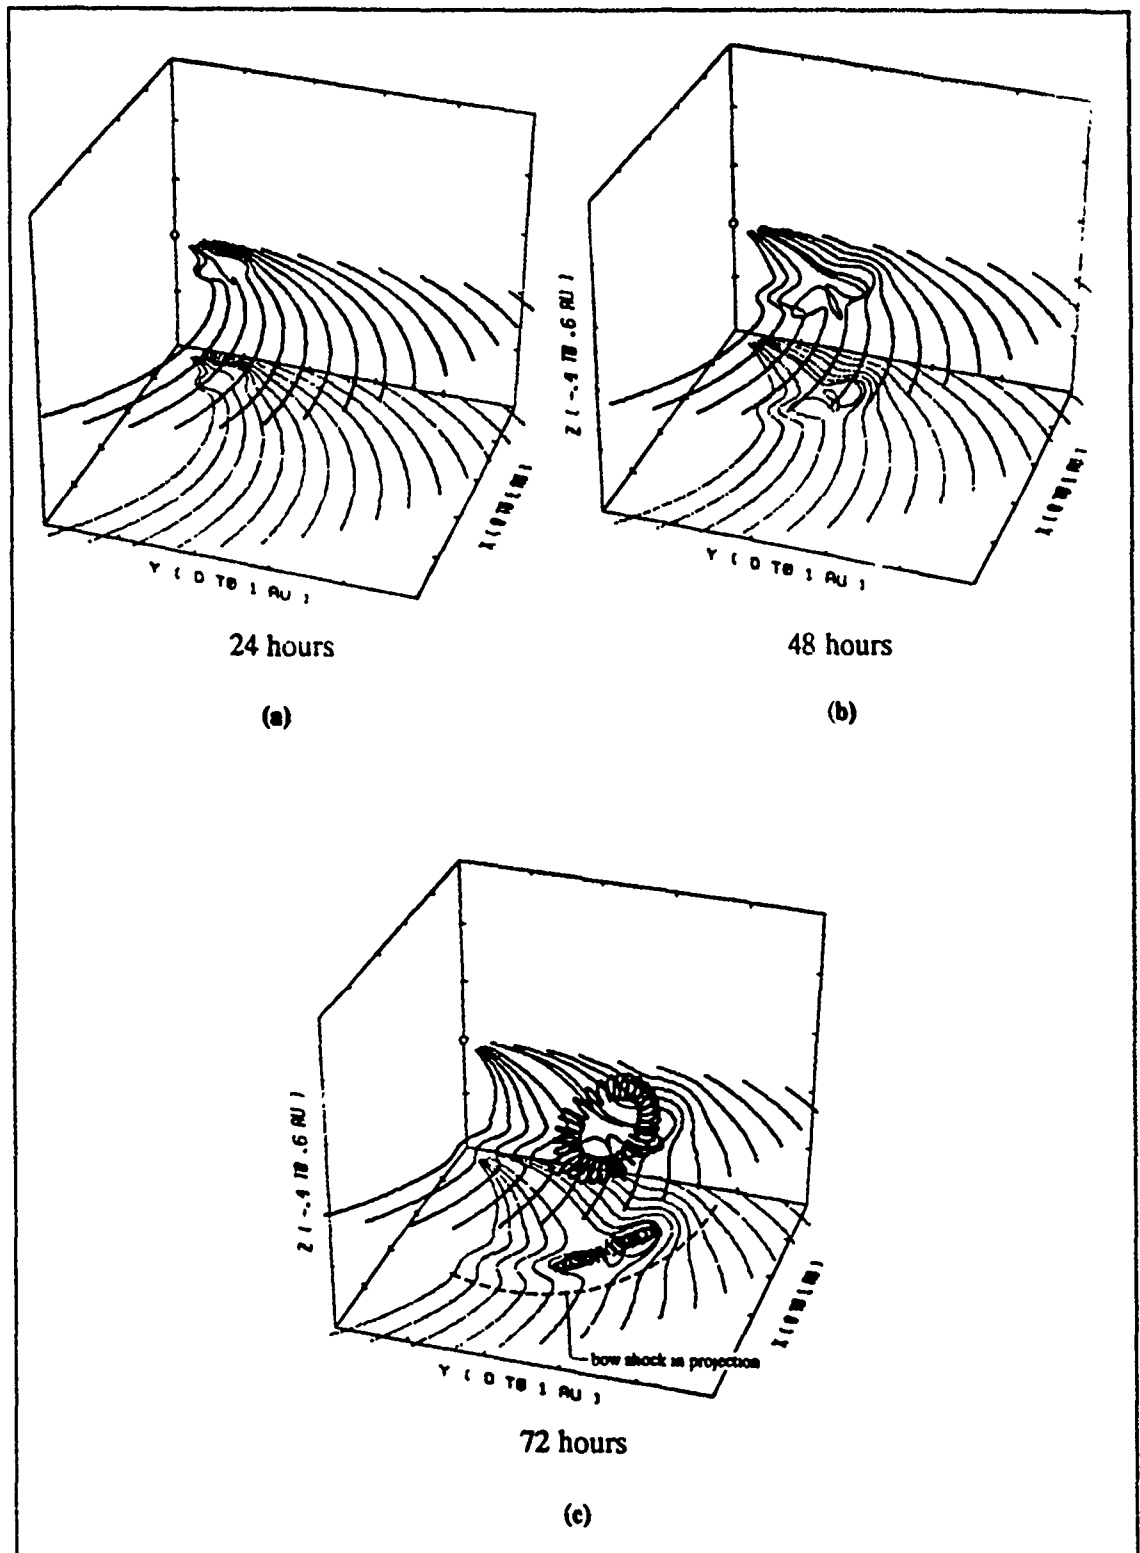 Y ( 0 TO 1 AU )
24 hours
(a)
Z ( -.4 TO .6 AU )
Y ( 0 TO 1 AU )
48 hours
(b)
Z ( -.4 TO .6 AU )
bow shock in projection
Y ( 0 TO 1 AU )
72 hours
(c)